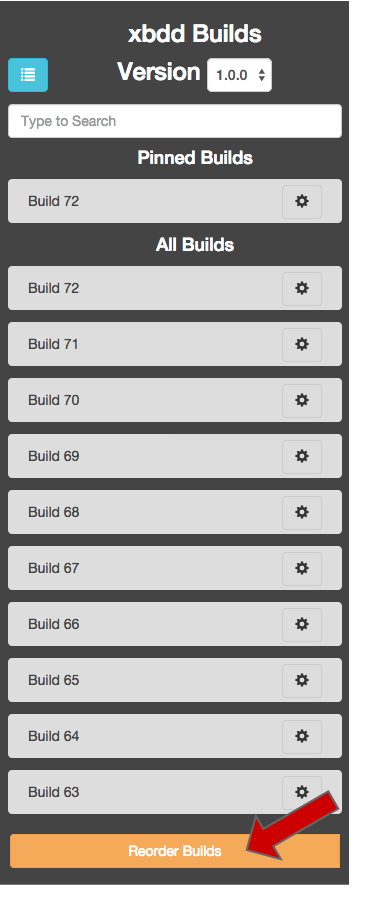 xbdd Builds
Version 1.0.0
Type to Search
Pinned Builds
Build 72
All Builds
Build 72
Build 71
Build 70
Build 69
Build 68
Build 67
Build 66
Build 65
Build 64
Build 63
Reorder Builds